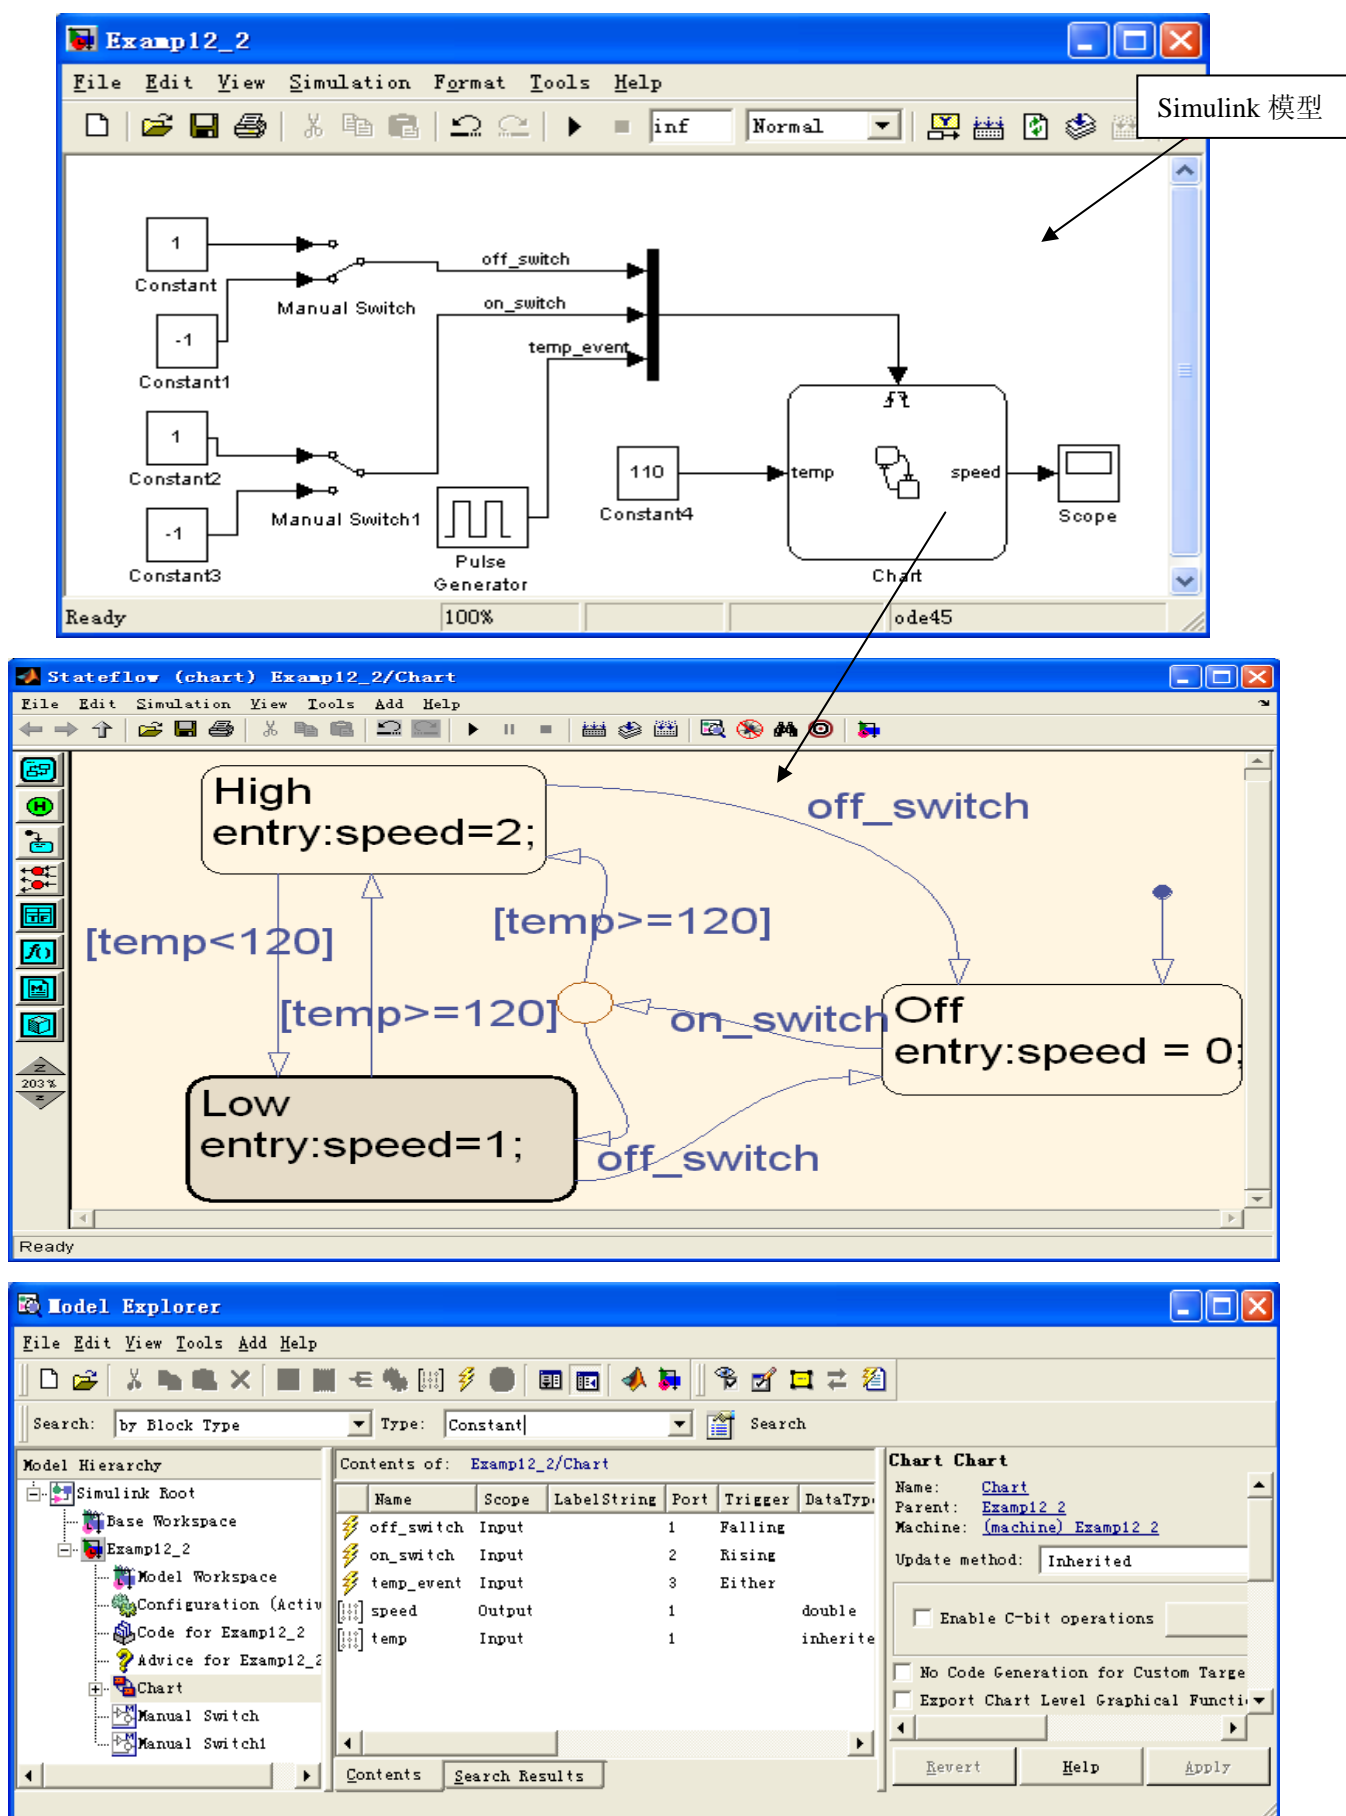 Examp12_2
File Edit View Simulation Format Tools Help
inf Normal
Simulink 模型
1
Constant
-1
Constant1
Manual Switch
off_switch
on_switch
temp_event
1
Constant2
-1
Constant3
Manual Switch1
Pulse
Generator
110
Constant4
temp
speed
Chart
Scope
Ready 100% ode45
Stateflow (chart) Examp12_2/Chart
File Edit Simulation View Tools Add Help
High
entry:speed=2;
off_switch
[temp<120]
[temp>=120]
[temp>=120]
on_switch
Off
entry:speed = 0;
Low
entry:speed=1;
off_switch
203%
Ready
Model Explorer
File Edit View Tools Add Help
Search: by Block Type Type: Constant Search
Model Hierarchy
Simulink Root
Base Workspace
Examp12_2
Model Workspace
Configuration (Activ
Code for Examp12_2
Advice for Examp12_2
Chart
Manual Switch
Manual Switch1
Contents of: Examp12_2/Chart
Name Scope LabelString Port Trigger DataTyp
off_switch Input 1 Falling
on_switch Input 2 Rising
temp_event Input 3 Either
speed Output 1 double
temp Input 1 inherite
Contents Search Results
Chart Chart
Name: Chart
Parent: Examp12_2
Machine: (machine) Examp12_2
Update method: Inherited
Enable C-bit operations
No Code Generation for Custom Targe
Export Chart Level Graphical Functi
Revert Help Apply